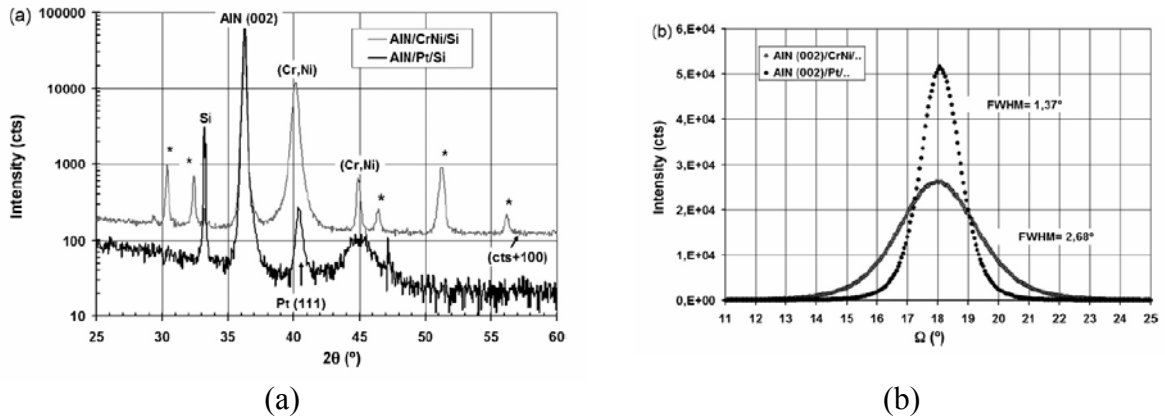 (a)
AlN (002)
AlN/CrNi/Si
AlN/Pt/Si
(Cr,Ni)
Si
(Cr,Ni)
*
*
*
*
*
(cts+100)
Pt (111)
Intensity (cts)
100000
10000
1000
100
10
25
30
35
40
45
50
55
60
2θ (º)
(a)
(b)
AlN (002)/CrNi/..
AlN (002)/Pt/..
FWHM= 1,37º
FWHM= 2,68º
Intensity (cts)
6,E+04
5,E+04
4,E+04
3,E+04
2,E+04
1,E+04
0,E+00
11 12 13 14 15 16 17 18 19 20 21 22 23 24 25
Ω (º)
(b)